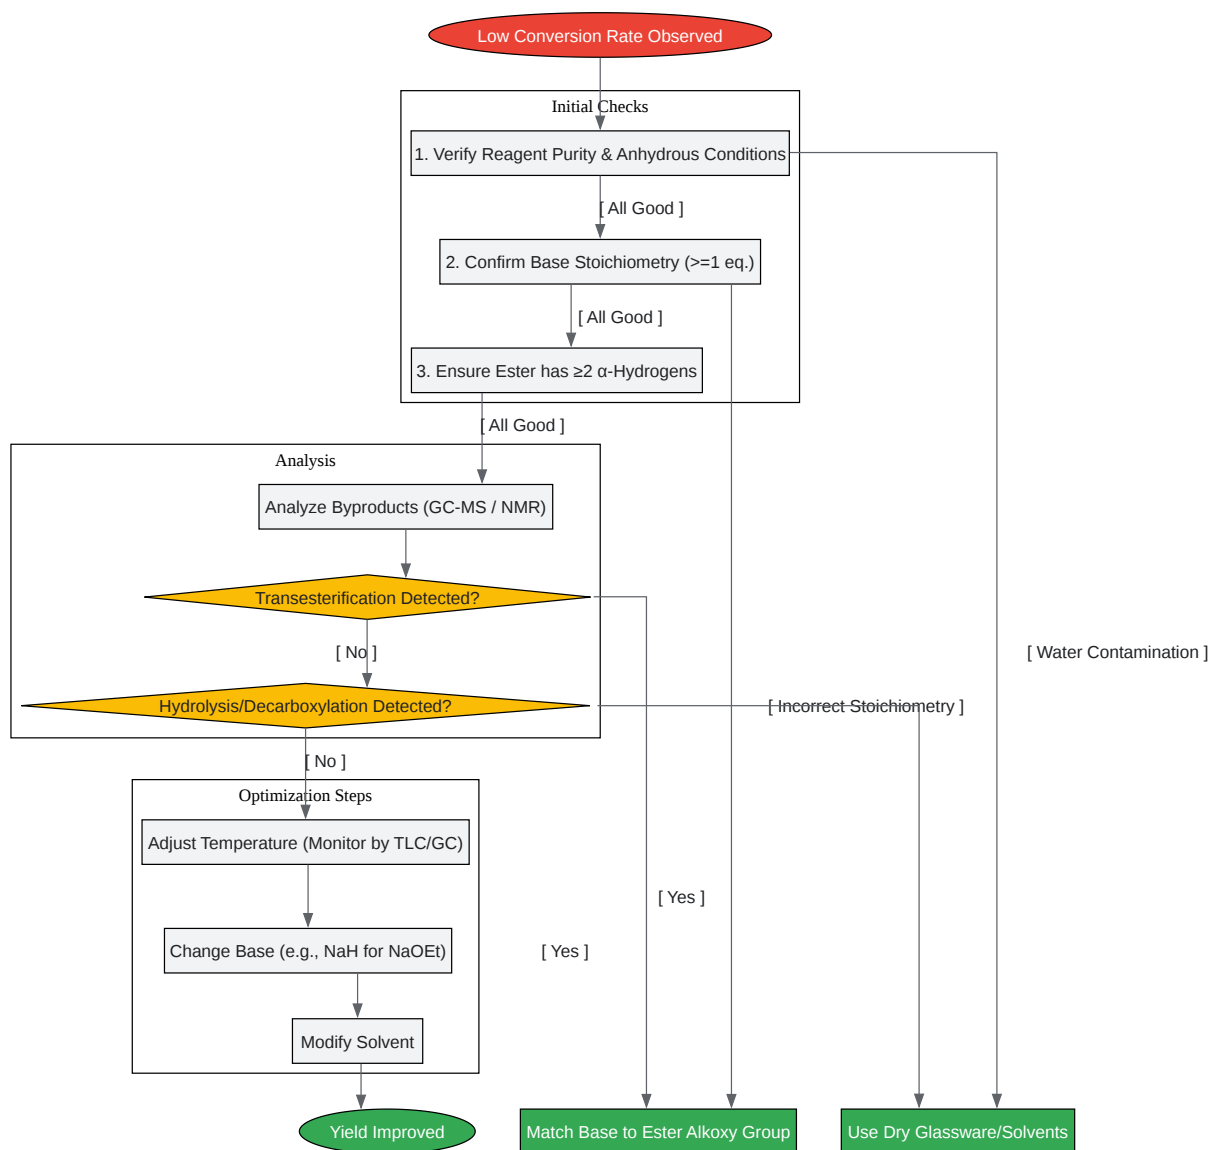 Low Conversion Rate Observed
Initial Checks
1. Verify Reagent Purity & Anhydrous Conditions
[ All Good ]
2. Confirm Base Stoichiometry (>=1 eq.)
[ All Good ]
3. Ensure Ester has ≥2 α-Hydrogens
[ All Good ]
Analysis
Analyze Byproducts (GC-MS / NMR)
Transesterification Detected?
[ No ]
[ Water Contamination ]
Hydrolysis/Decarboxylation Detected?
[ Incorrect Stoichiometry ]
[ No ]
Optimization Steps
Adjust Temperature (Monitor by TLC/GC)
[ Yes ]
Change Base (e.g., NaH for NaOEt)
[ Yes ]
Modify Solvent
Yield Improved
Match Base to Ester Alkoxy Group
Use Dry Glassware/Solvents